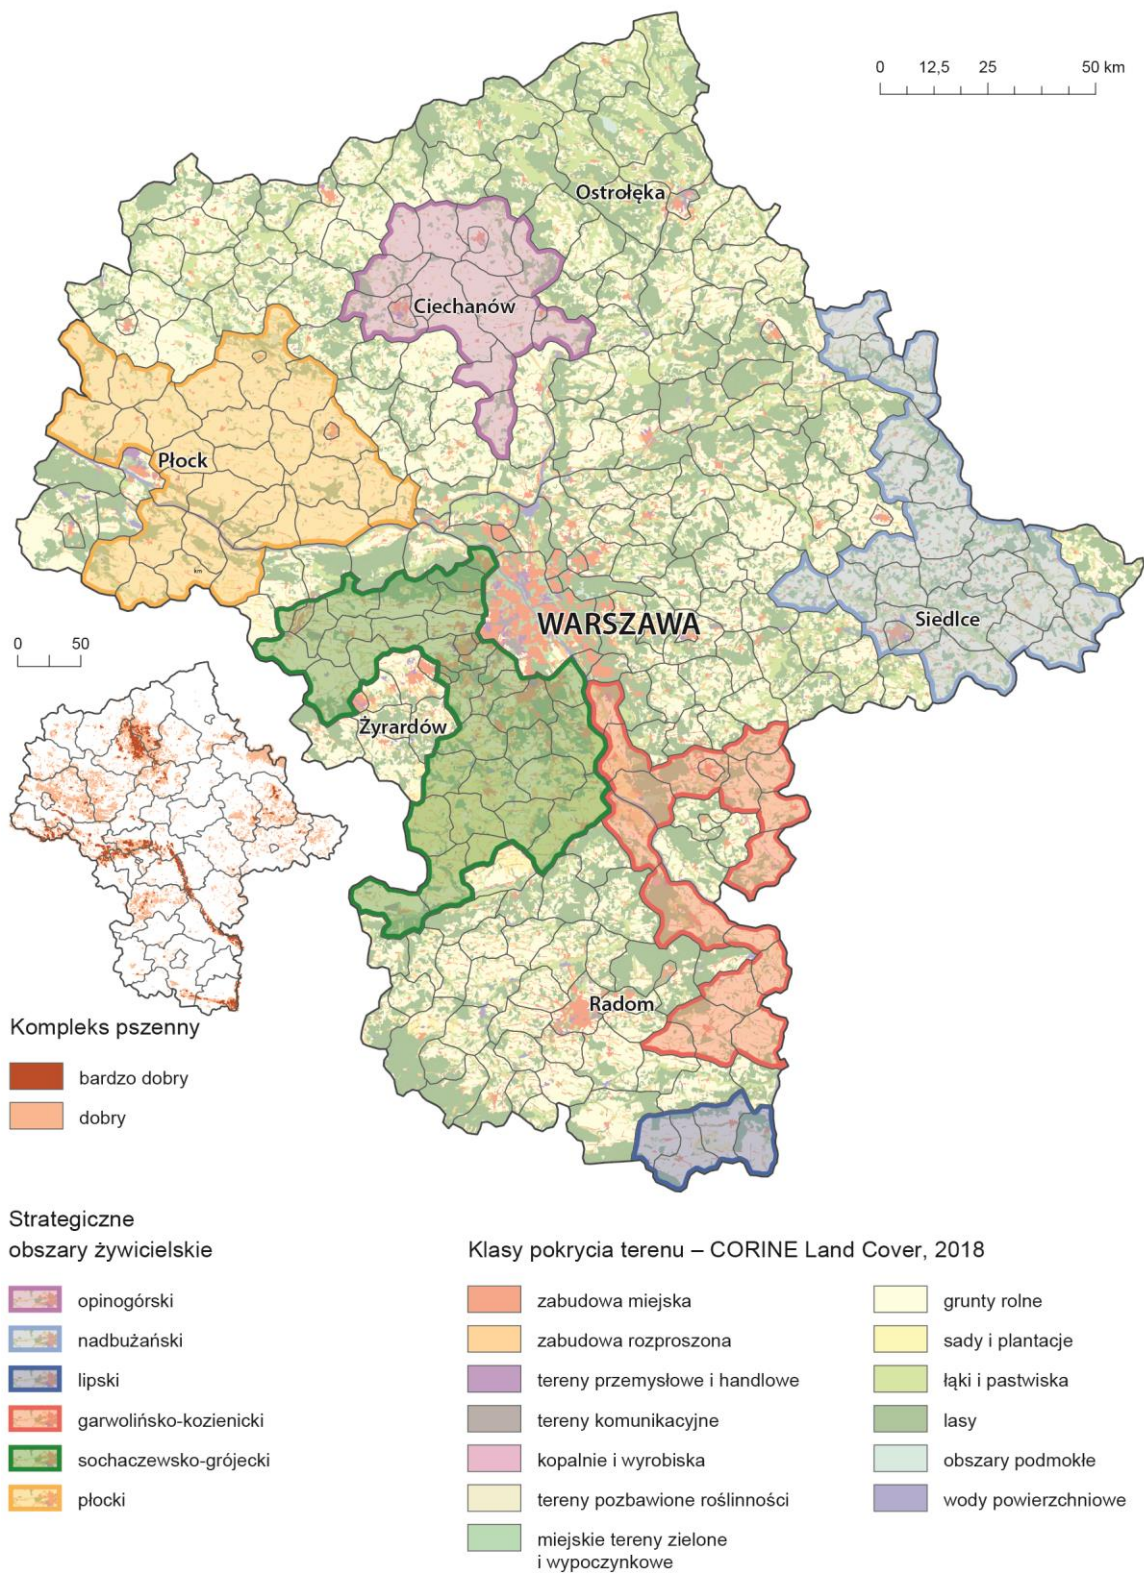 0 12,5 25 50 km
Ostrołęka
Ciechanów
Płock
km
WARSZAWA
Siedlce
0 50
Żyrardów
Radom
Kompleks pszenny
bardzo dobry
dobry
Strategiczne
obszary żywicielskie
opinogórski
nadbużański
lipski
garwolińsko-kozienicki
sochaczewsko-grójecki
płocki
Klasy pokrycia terenu – CORINE Land Cover, 2018
zabudowa miejska
zabudowa rozproszona
tereny przemysłowe i handlowe
tereny komunikacyjne
kopalnie i wyrobiska
tereny pozbawione roślinności
miejskie tereny zielone
i wypoczynkowe
grunty rolne
sady i plantacje
łąki i pastwiska
lasy
obszary podmokłe
wody powierzchniowe